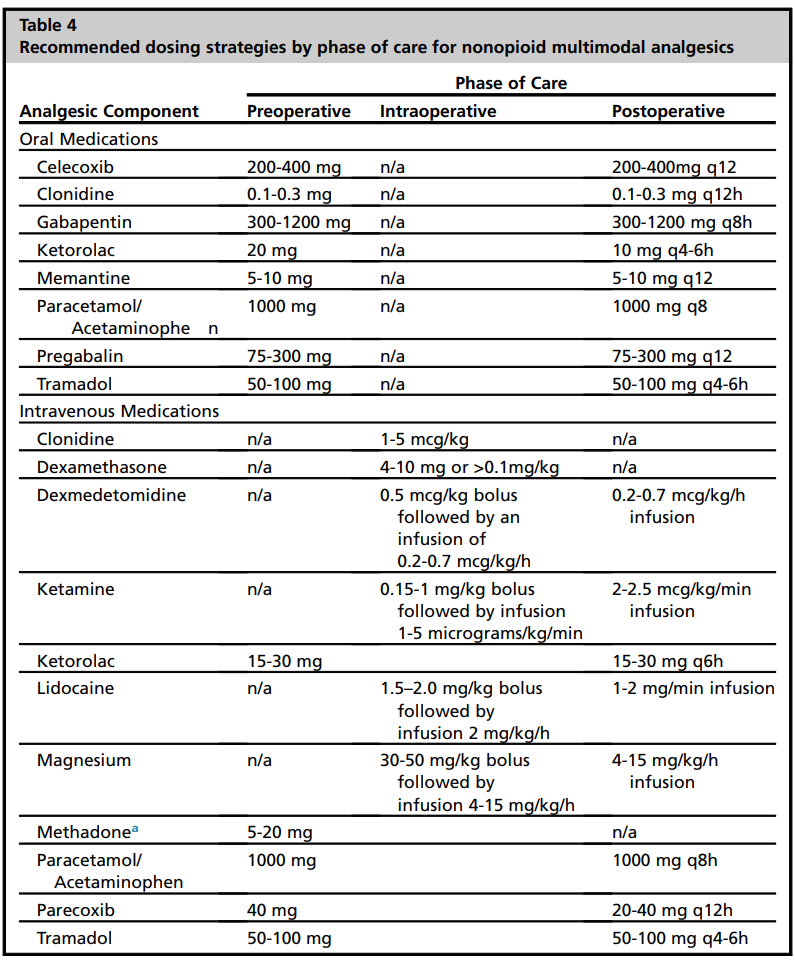 Table 4
Recommended dosing strategies by phase of care for nonopioid multimodal analgesics
Phase of Care
Analgesic Component Preoperative Intraoperative Postoperative
Oral Medications
Celecoxib 200-400 mg n/a 200-400mg q12
Clonidine 0.1-0.3 mg n/a 0.1-0.3 mg q12h
Gabapentin 300-1200 mg n/a 300-1200 mg q8h
Ketorolac 20 mg n/a 10 mg q4-6h
Memantine 5-10 mg n/a 5-10 mg q12
Paracetamol/ 1000 mg n/a 1000 mg q8
Acetaminophe n
Pregabalin 75-300 mg n/a 75-300 mg q12
Tramadol 50-100 mg n/a 50-100 mg q4-6h
Intravenous Medications
Clonidine n/a 1-5 mcg/kg n/a
Dexamethasone n/a 4-10 mg or >0.1mg/kg n/a
Dexmedetomidine n/a 0.5 mcg/kg bolus 0.2-0.7 mcg/kg/h
followed by an infusion
infusion of
0.2-0.7 mcg/kg/h
Ketamine n/a 0.15-1 mg/kg bolus 2-2.5 mcg/kg/min
followed by infusion infusion
1-5 micrograms/kg/min
Ketorolac 15-30 mg 15-30 mg q6h
Lidocaine n/a 1.5–2.0 mg/kg bolus 1-2 mg/min infusion
followed by
infusion 2 mg/kg/h
Magnesium n/a 30-50 mg/kg bolus 4-15 mg/kg/h
followed by infusion
infusion 4-15 mg/kg/h
Methadoneᵃ 5-20 mg n/a
Paracetamol/ 1000 mg 1000 mg q8h
Acetaminophen
Parecoxib 40 mg 20-40 mg q12h
Tramadol 50-100 mg 50-100 mg q4-6h